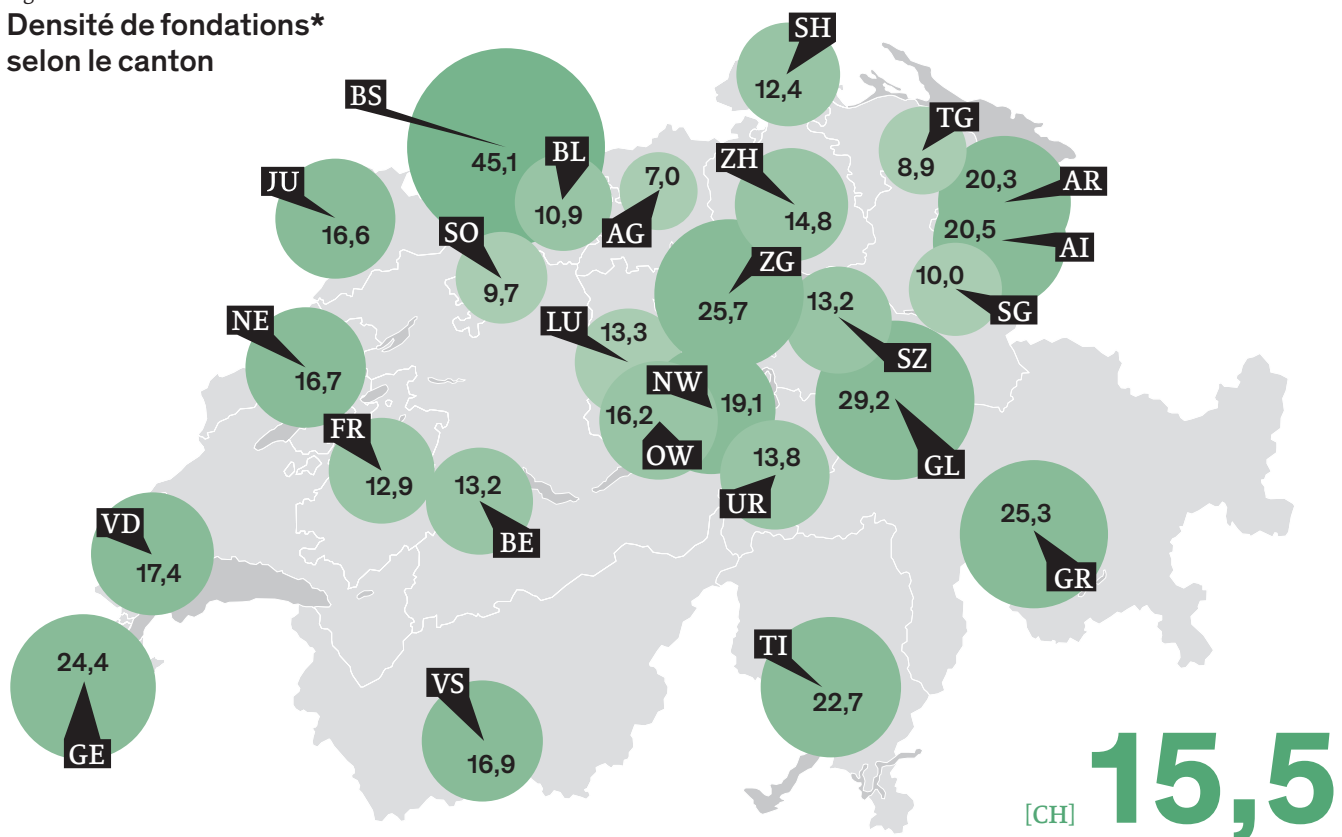 Densité de fondations*
selon le canton
SH
12,4
BS
45,1
BL
10,9
AG
7,0
ZH
14,8
TG
8,9
AR
20,3
AI
20,5
SG
10,0
JU
16,6
SO
9,7
ZG
25,7
LU
13,3
SZ
13,2
NE
16,7
NW
19,1
OW
16,2
GL
29,2
FR
12,9
BE
13,2
UR
13,8
GR
25,3
VD
17,4
GE
24,4
VS
16,9
TI
22,7
[CH] 15,5